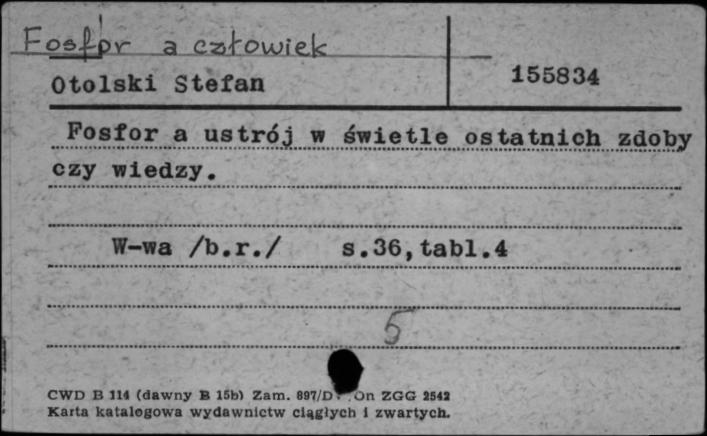 Fosfor a człowiek
Otolski Stefan 155834
Fosfor a ustrój w świetle ostatnich zdoby
czy wiedzy.
W-wa /b.r./ s.36,tabl.4
5
CWD B 114 (dawny B 15b) Zam. 897/D On ZGG 2542
Karta katalogowa wydawnictw ciągłych i zwartych.